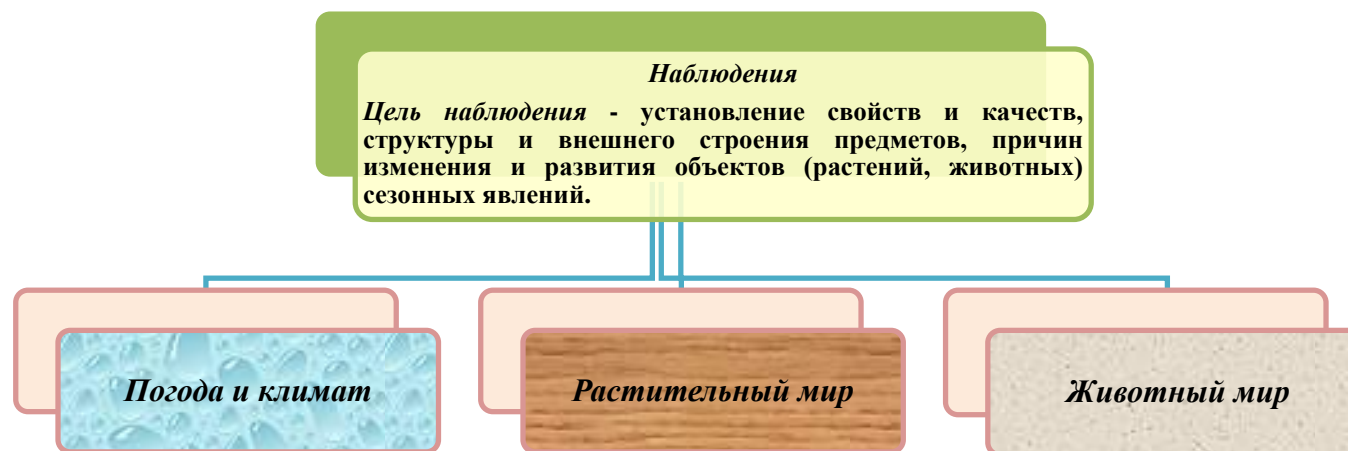 Наблюдения
Цель наблюдения - установление свойств и качеств,
структуры и внешнего строения предметов, причин
изменения и развития объектов (растений, животных)
сезонных явлений.
Погода и климат
Растительный мир
Животный мир